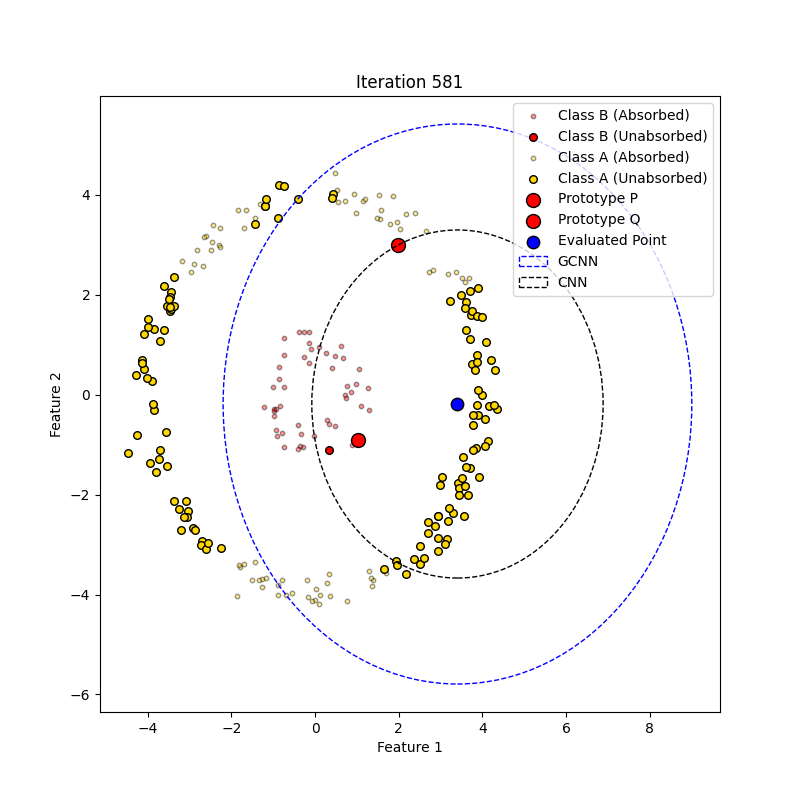 Iteration 581
Class B (Absorbed)
Class B (Unabsorbed)
Class A (Absorbed)
Class A (Unabsorbed)
Prototype P
Prototype Q
Evaluated Point
GCNN
CNN
4
2
0
−2
−4
−6
Feature 2
−4 −2 0 2 4 6 8
Feature 1